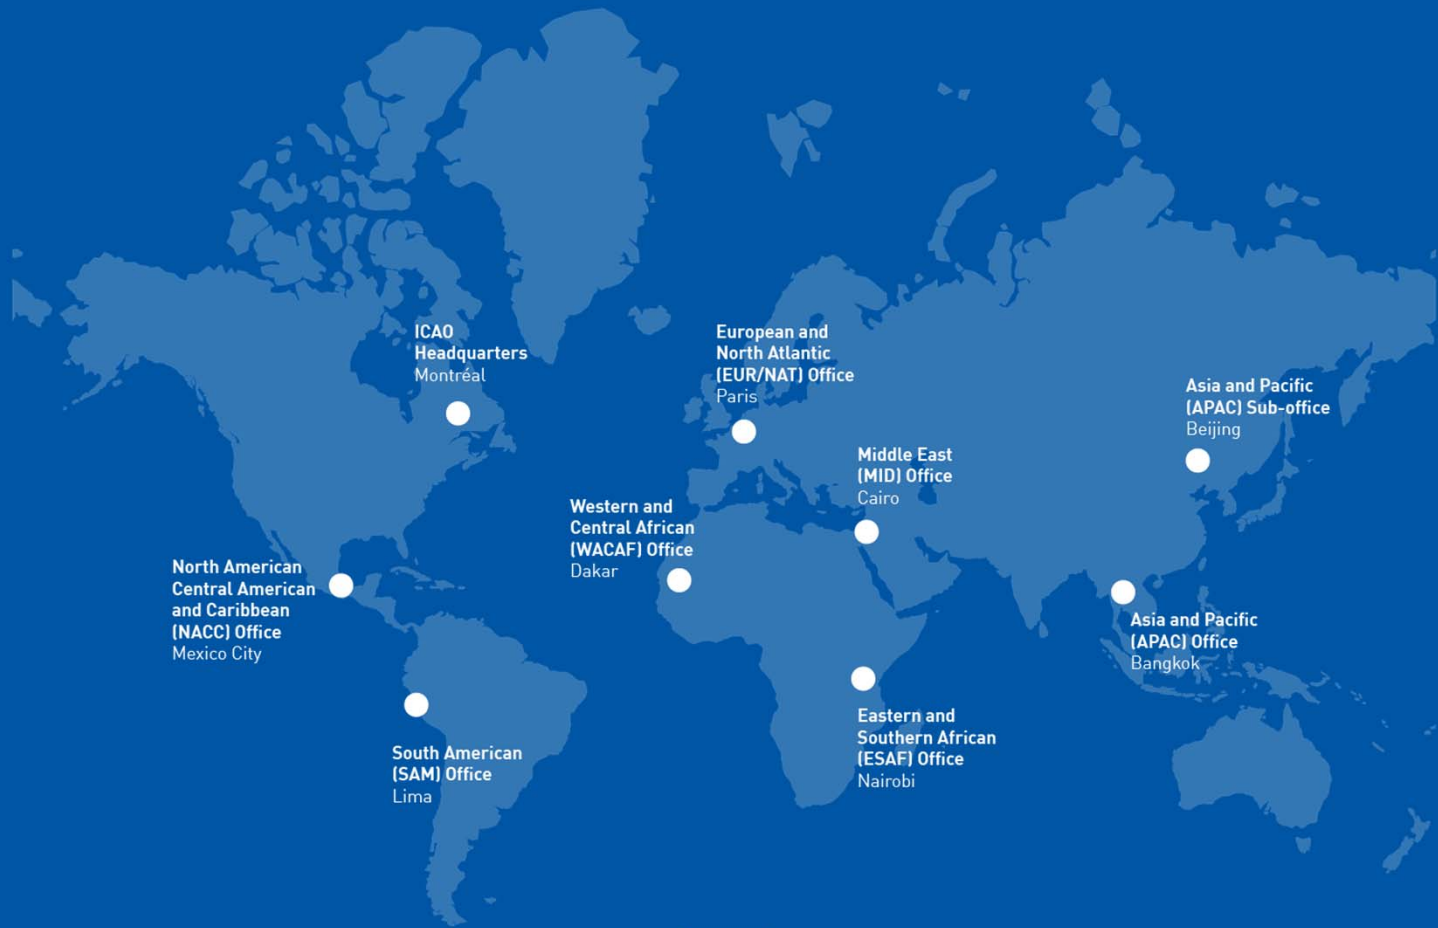 ICAO
Headquarters
Montréal
European and
North Atlantic
(EUR/NAT) Office
Paris
Asia and Pacific
(APAC) Sub-office
Beijing
Middle East
(MID) Office
Cairo
Western and
Central African
(WACAF) Office
Dakar
North American
Central American
and Caribbean
(NACC) Office
Mexico City
Asia and Pacific
(APAC) Office
Bangkok
Eastern and
Southern African
(ESAF) Office
Nairobi
South American
(SAM) Office
Lima